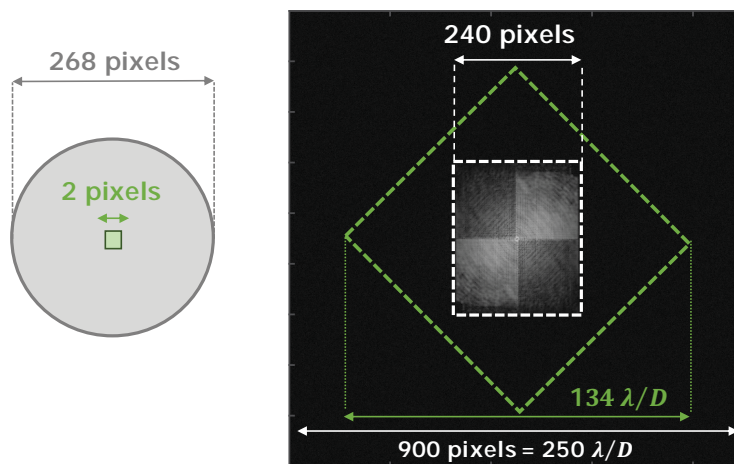 268 pixels
2 pixels
240 pixels
134 λ/D
900 pixels = 250 λ/D